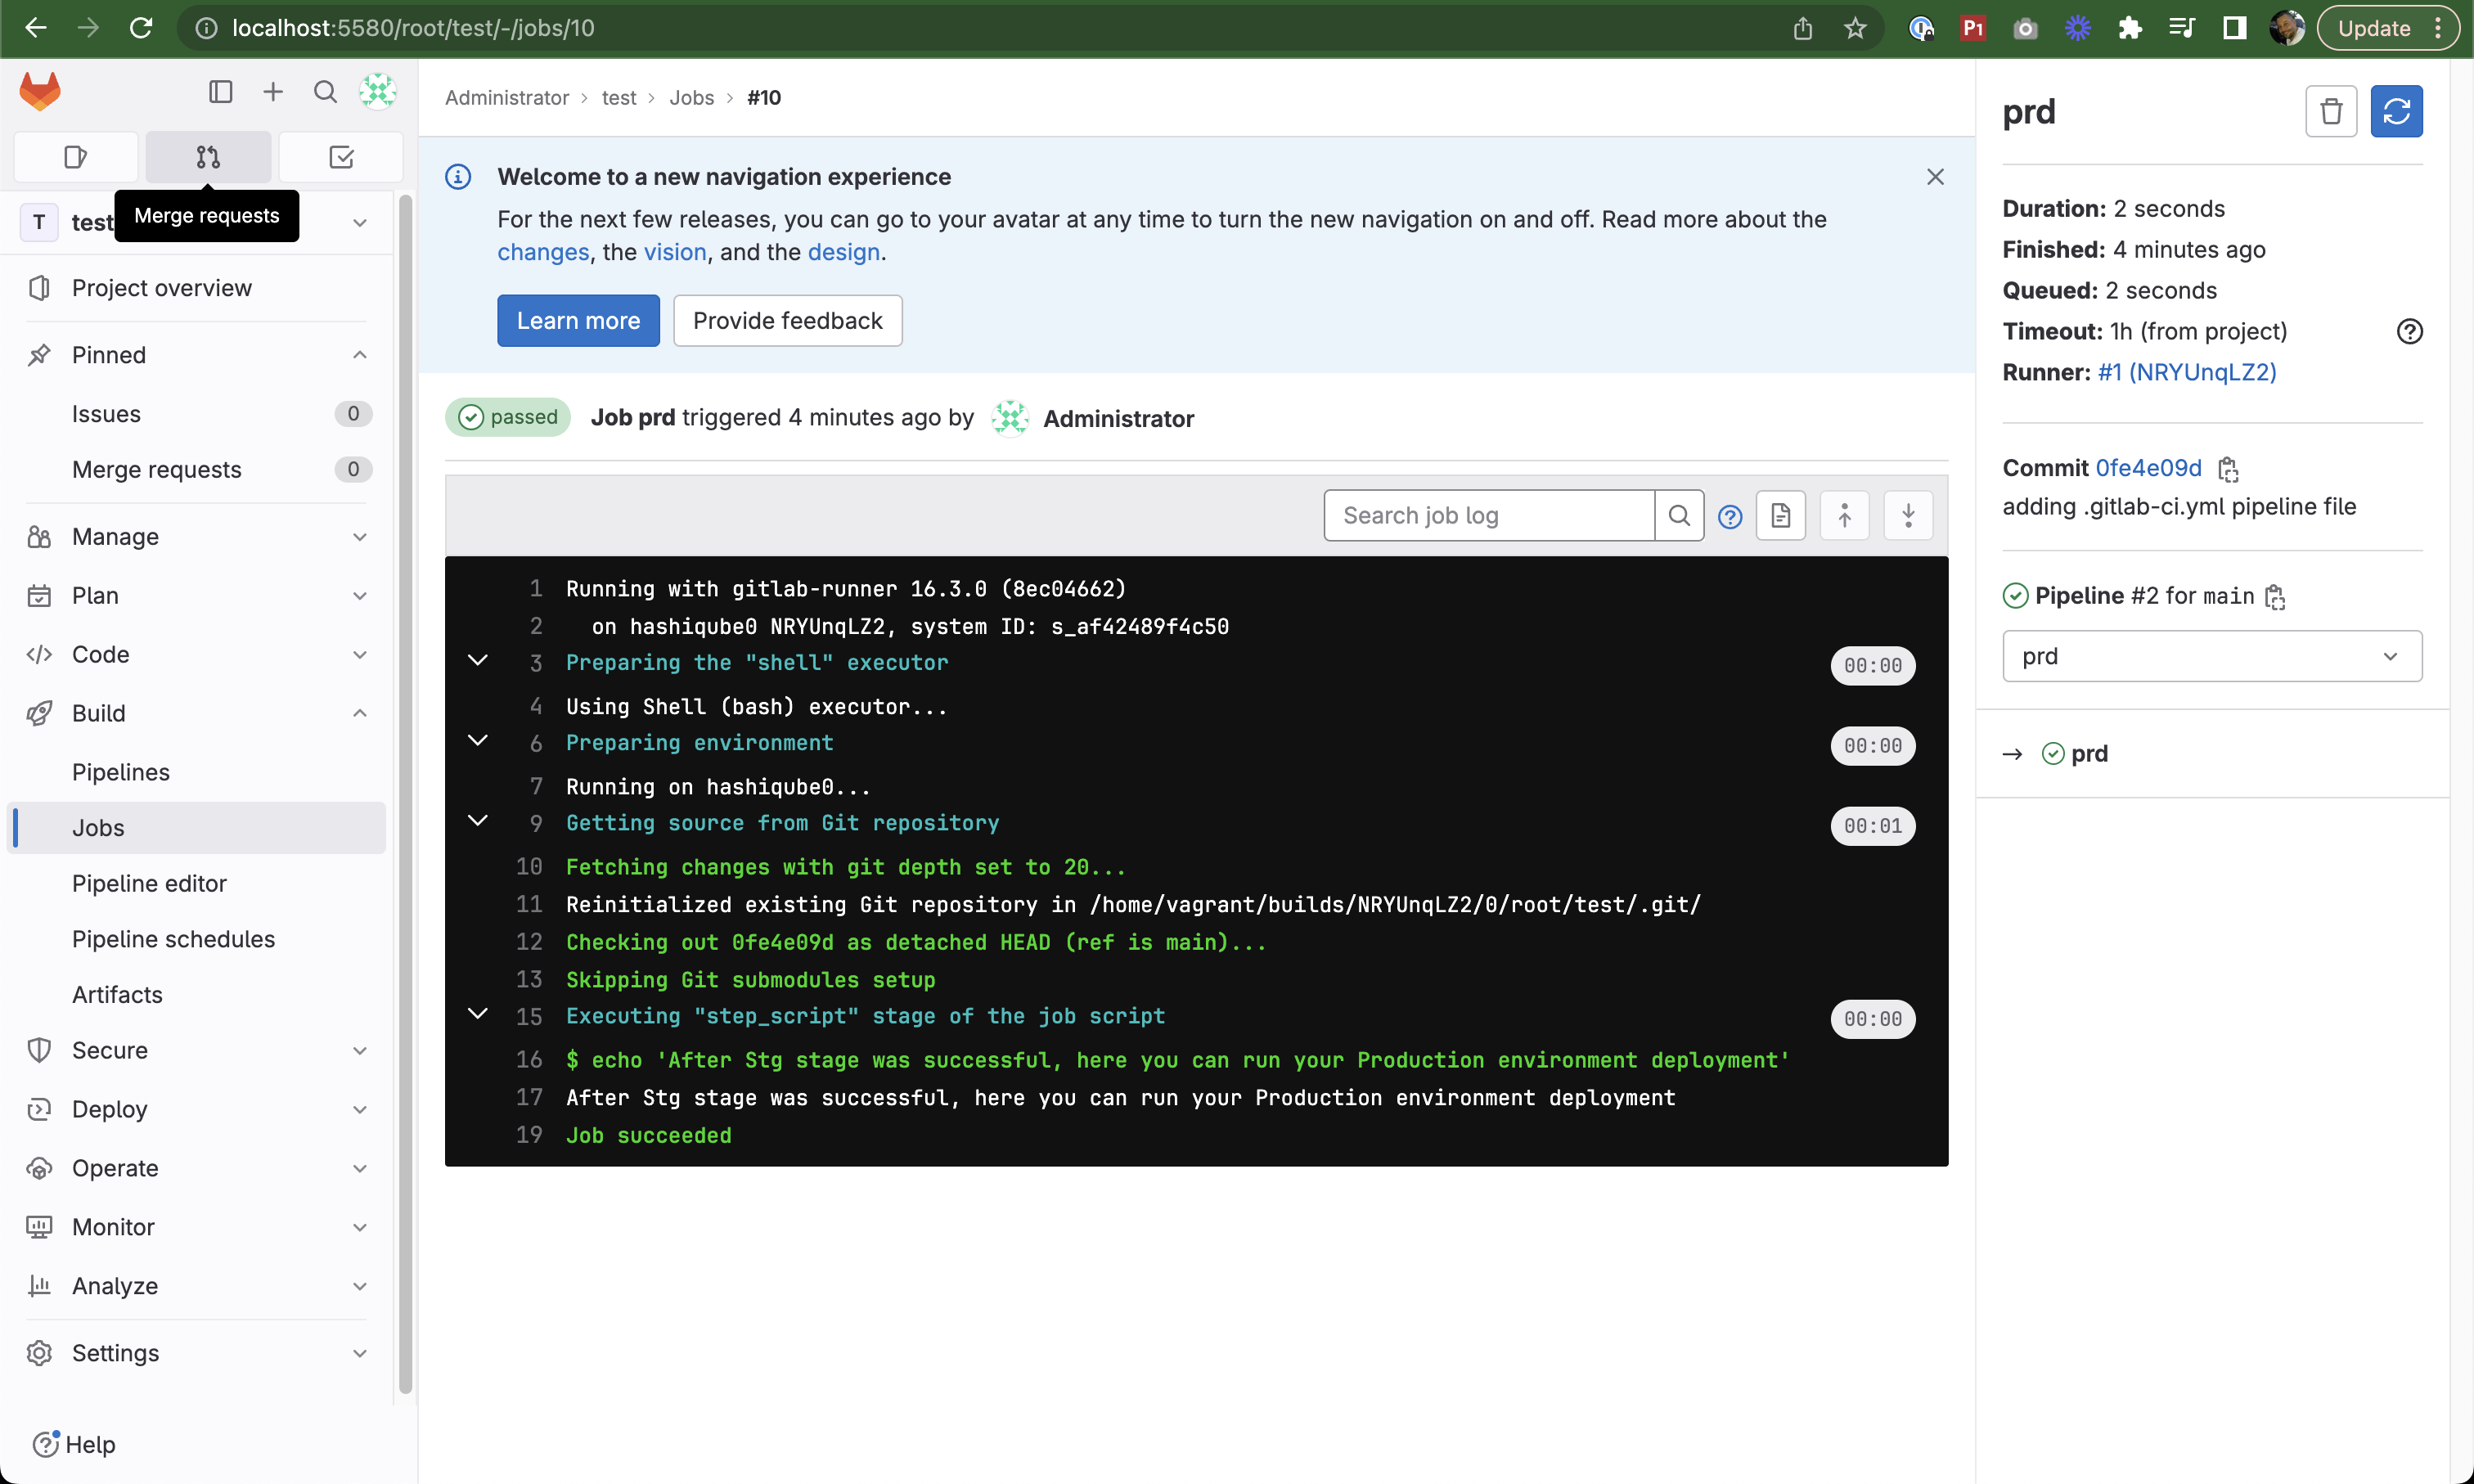 localhost:5580/root/test/-/jobs/10
P1
Update
Merge requests
T test
Project overview
Pinned
Issues 0
Merge requests 0
Manage
Plan
Code
Build
Pipelines
Jobs
Pipeline editor
Pipeline schedules
Artifacts
Secure
Deploy
Operate
Monitor
Analyze
Settings
Help
Administrator > test > Jobs > #10
Welcome to a new navigation experience
For the next few releases, you can go to your avatar at any time to turn the new navigation on and off. Read more about the
changes, the vision, and the design.
Learn more Provide feedback
passed Job prd triggered 4 minutes ago by Administrator
Search job log
1 Running with gitlab-runner 16.3.0 (8ec04662)
2 on hashiqube0 NRYUnqLZ2, system ID: s_af42489f4c50
3 Preparing the "shell" executor 00:00
4 Using Shell (bash) executor...
6 Preparing environment 00:00
7 Running on hashiqube0...
9 Getting source from Git repository 00:01
10 Fetching changes with git depth set to 20...
11 Reinitialized existing Git repository in /home/vagrant/builds/NRYUnqLZ2/0/root/test/.git/
12 Checking out 0fe4e09d as detached HEAD (ref is main)...
13 Skipping Git submodules setup
15 Executing "step_script" stage of the job script 00:00
16 $ echo 'After Stg stage was successful, here you can run your Production environment deployment'
17 After Stg stage was successful, here you can run your Production environment deployment
19 Job succeeded
prd
Duration: 2 seconds
Finished: 4 minutes ago
Queued: 2 seconds
Timeout: 1h (from project)
Runner: #1 (NRYUnqLZ2)
Commit 0fe4e09d
adding .gitlab-ci.yml pipeline file
Pipeline #2 for main
prd
→ prd